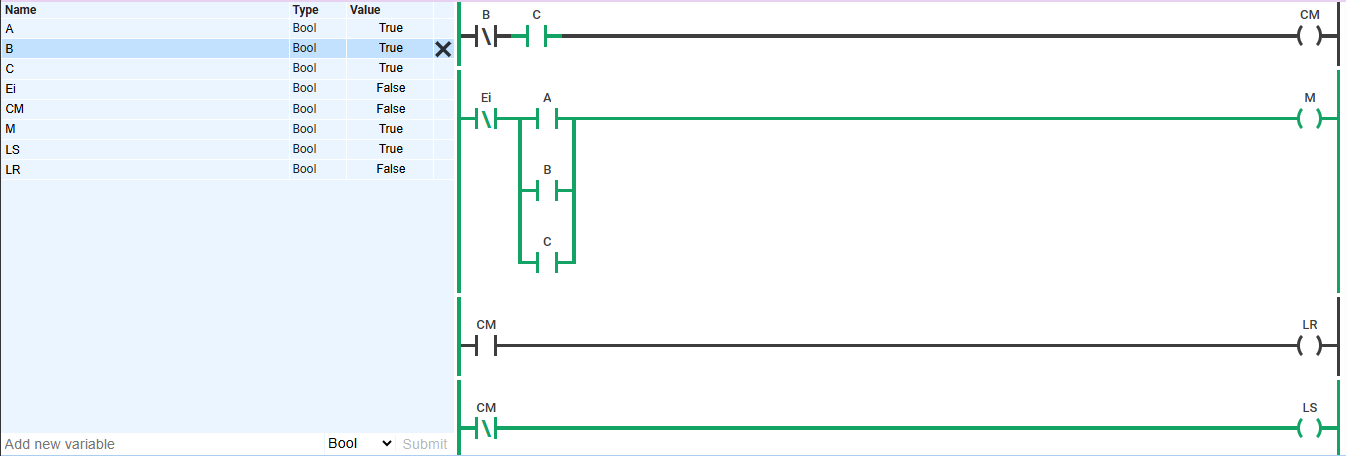 Name Type Value
A Bool True
B Bool True
C Bool True
Ei Bool False
CM Bool False
M Bool True
LS Bool True
LR Bool False
Add new variable Bool Submit
B C CM
Ei A M
B
C
CM LR
CM LS